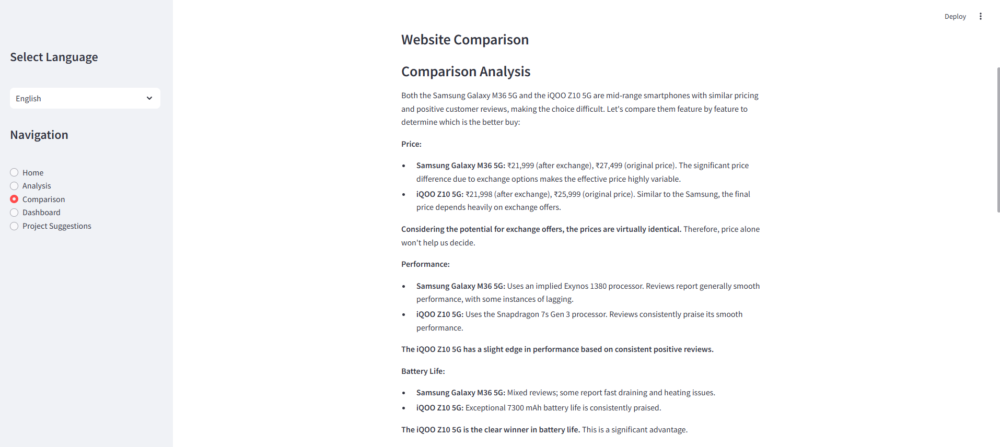 Deploy
Select Language
English
Navigation
Home
Analysis
Comparison
Dashboard
Project Suggestions
Website Comparison
Comparison Analysis
Both the Samsung Galaxy M36 5G and the iQOO Z10 5G are mid-range smartphones with similar pricing
and positive customer reviews, making the choice difficult. Let's compare them feature by feature to
determine which is the better buy:
Price:
• Samsung Galaxy M36 5G: ₹21,999 (after exchange), ₹27,499 (original price). The significant price
difference due to exchange options makes the effective price highly variable.
• iQOO Z10 5G: ₹21,998 (after exchange), ₹25,999 (original price). Similar to the Samsung, the final
price depends heavily on exchange offers.
Considering the potential for exchange offers, the prices are virtually identical. Therefore, price alone
won't help us decide.
Performance:
• Samsung Galaxy M36 5G: Uses an implied Exynos 1380 processor. Reviews report generally smooth
performance, with some instances of lagging.
• iQOO Z10 5G: Uses the Snapdragon 7s Gen 3 processor. Reviews consistently praise its smooth
performance.
The iQOO Z10 5G has a slight edge in performance based on consistent positive reviews.
Battery Life:
• Samsung Galaxy M36 5G: Mixed reviews; some report fast draining and heating issues.
• iQOO Z10 5G: Exceptional 7300 mAh battery life is consistently praised.
The iQOO Z10 5G is the clear winner in battery life. This is a significant advantage.